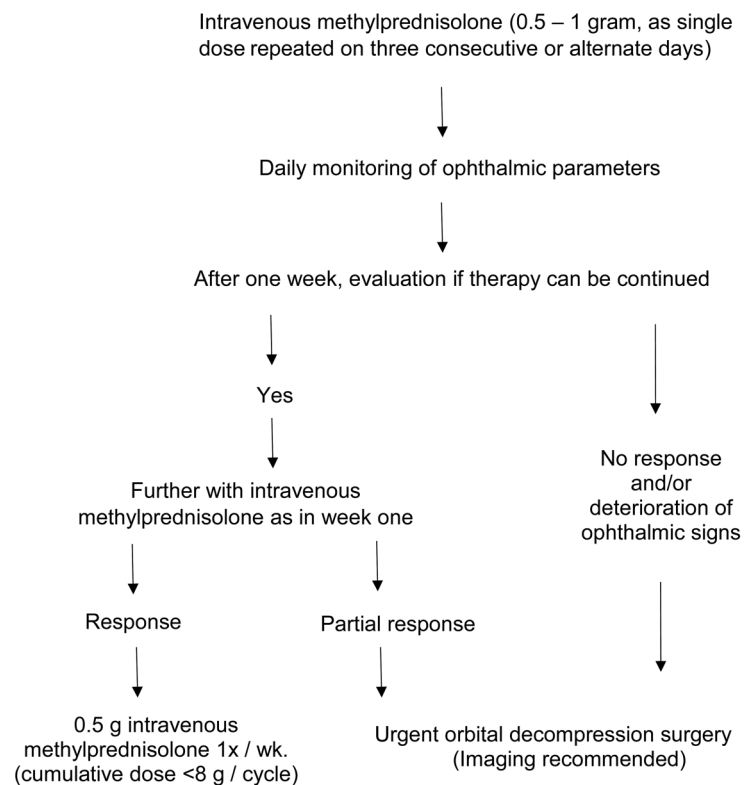 Intravenous methylprednisolone (0.5 – 1 gram, as single
dose repeated on three consecutive or alternate days)
Daily monitoring of ophthalmic parameters
After one week, evaluation if therapy can be continued
Yes
Further with intravenous
methylprednisolone as in week one
No response
and/or
deterioration of
ophthalmic signs
Response
Partial response
0.5 g intravenous
methylprednisolone 1x / wk.
(cumulative dose <8 g / cycle)
Urgent orbital decompression surgery
(Imaging recommended)